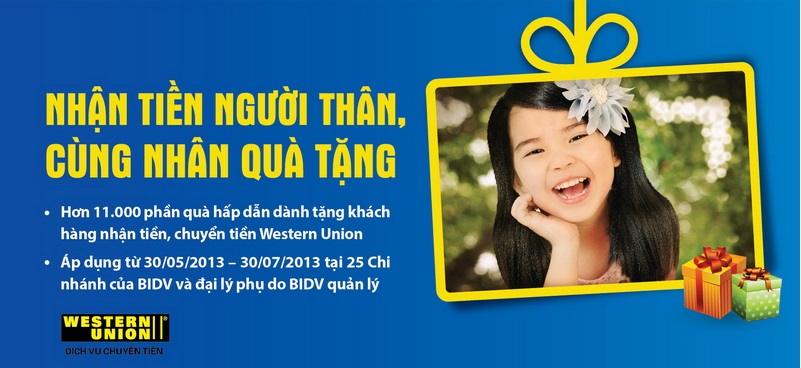 NHẬN TIỀN NGƯỜI THÂN,
CÙNG NHÂN QUÀ TẶNG
• Hơn 11.000 phần quà hấp dẫn dành tặng khách
hàng nhận tiền, chuyển tiền Western Union
• Áp dụng từ 30/05/2013 – 30/07/2013 tại 25 Chi
nhánh của BIDV và đại lý phụ do BIDV quản lý
WESTERN
UNION
DỊCH VỤ CHUYỂN TIỀN